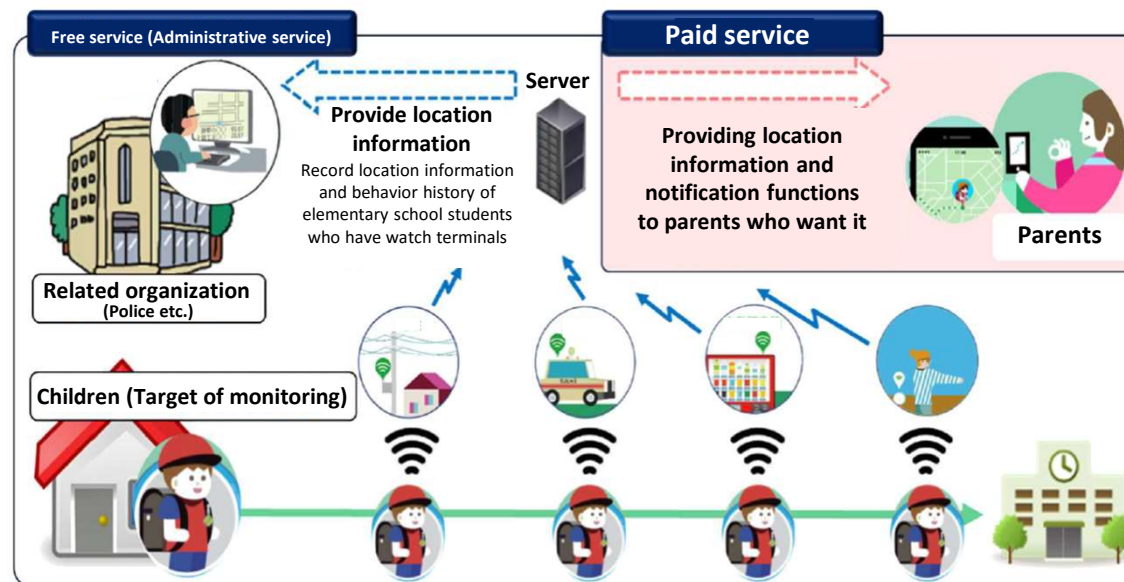 Free service (Administrative service)
Paid service
Server
Provide location
information
Record location information
and behavior history of
elementary school students
who have watch terminals
Providing location
information and
notification functions
to parents who want it
Parents
Related organization
(Police etc.)
Children (Target of monitoring)